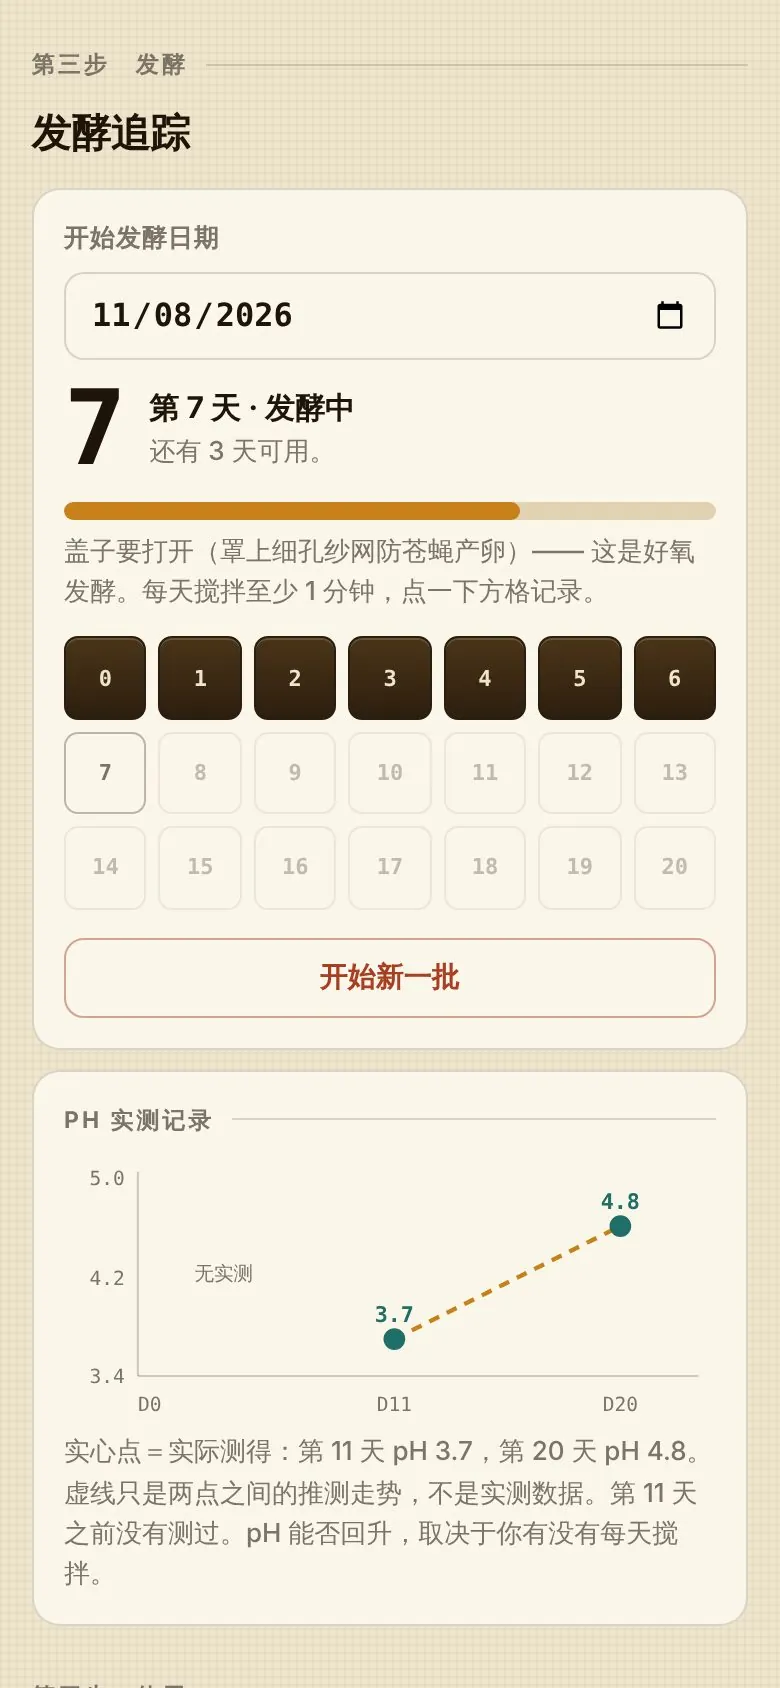 第三步 发酵
发酵追踪
开始发酵日期
11/08/2026
7
第 7 天 · 发酵中
还有 3 天可用。
盖子要打开（罩上细孔纱网防苍蝇产卵）—— 这是好氧
发酵。每天搅拌至少 1 分钟，点一下方格记录。
0 1 2 3 4 5 6
7 8 9 10 11 12 13
14 15 16 17 18 19 20
开始新一批
PH 实测记录
5.0
4.8
4.2
无实测
3.7
3.4
D0 D11 D20
实心点＝实际测得：第 11 天 pH 3.7，第 20 天 pH 4.8。
虚线只是两点之间的推测走势，不是实测数据。第 11 天
之前没有测过。pH 能否回升，取决于你有没有每天搅
拌。